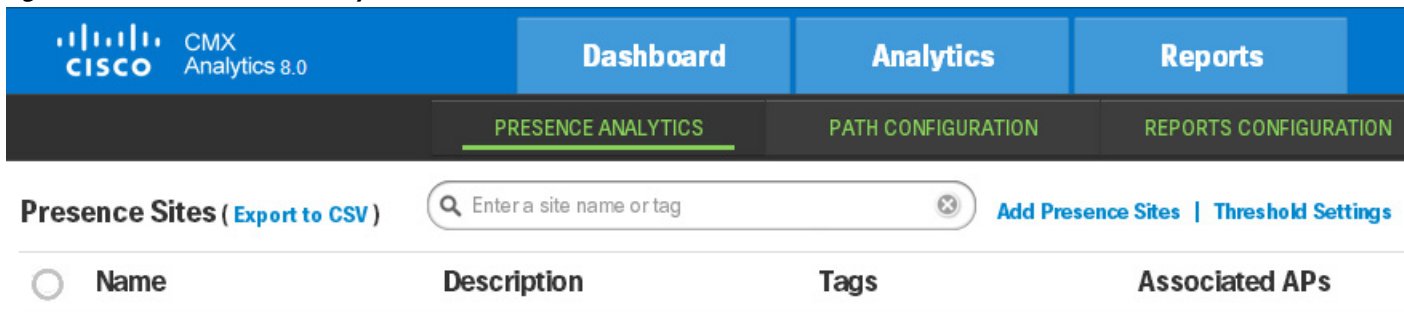 CISCO CMX Analytics 8.0 Dashboard Analytics Reports
PRESENCE ANALYTICS PATH CONFIGURATION REPORTS CONFIGURATION
Presence Sites ( Export to CSV ) Enter a site name or tag Add Presence Sites | Threshold Settings
Name Description Tags Associated APs